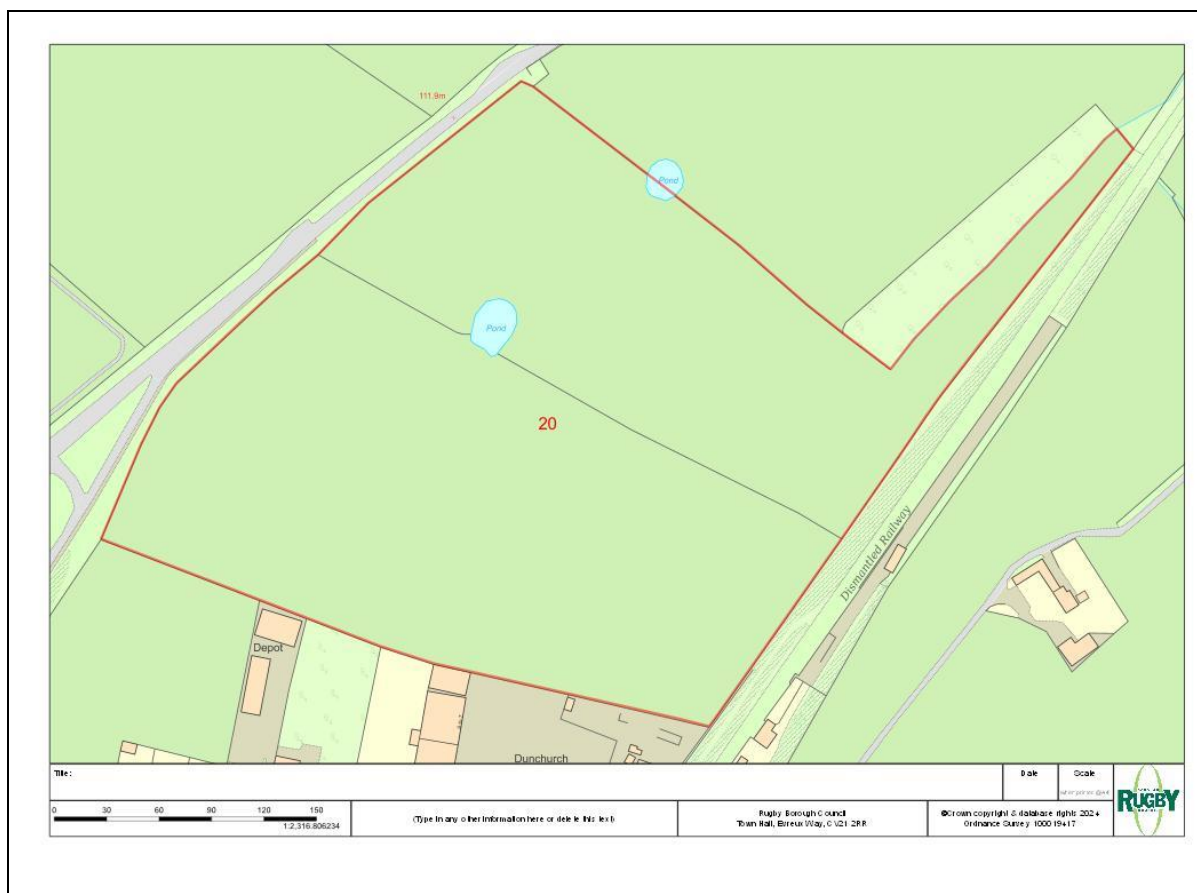 111.9m
Pond
Pond
20
Dismantled Railway
Depot
Dunchurch
Title :
Date
Scale
0 30 60 90 120 150
1:2,316.606234
(Type in any other information here or delete this text)
Rugby Borough Council
Town Hall, Evreux Way, CV21 2RR
©Crown copyright & database rights 2024
Ordnance Survey 100019417
RUGBY